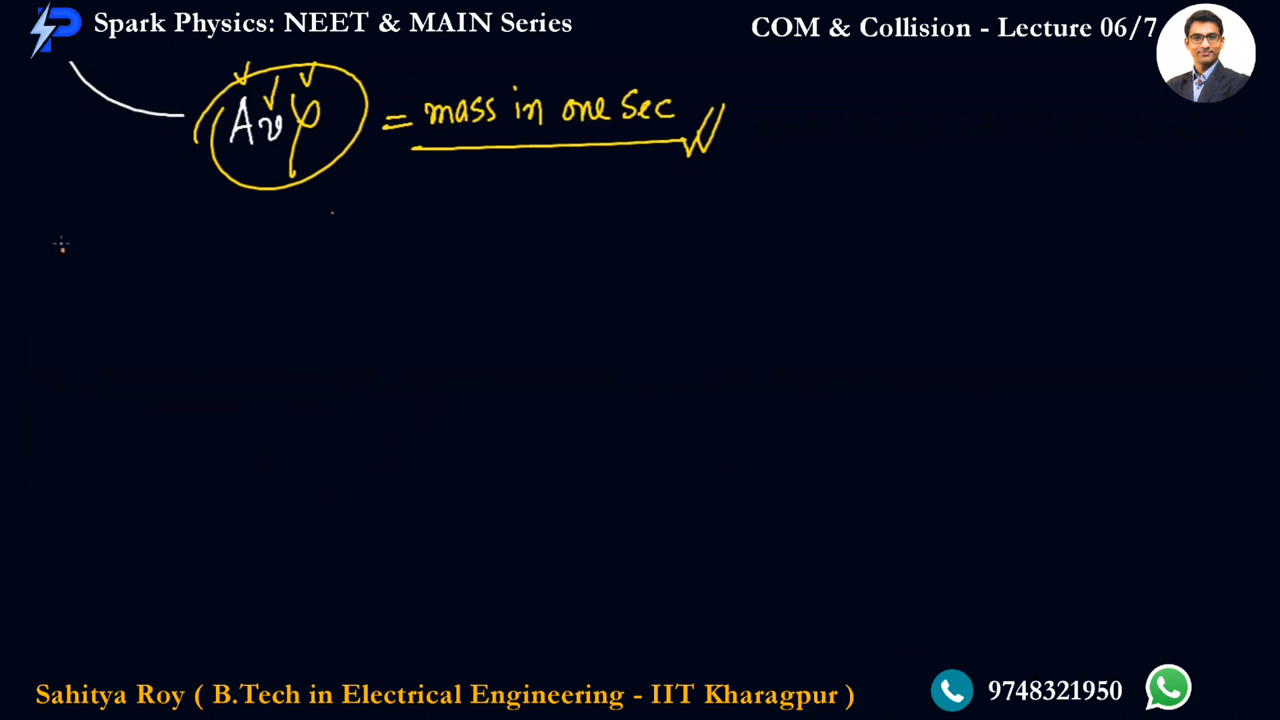 Spark Physics: NEET & MAIN Series
COM & Collision - Lecture 06/7
Avρ = mass in one sec
Sahitya Roy ( B.Tech in Electrical Engineering - IIT Kharagpur )
9748321950